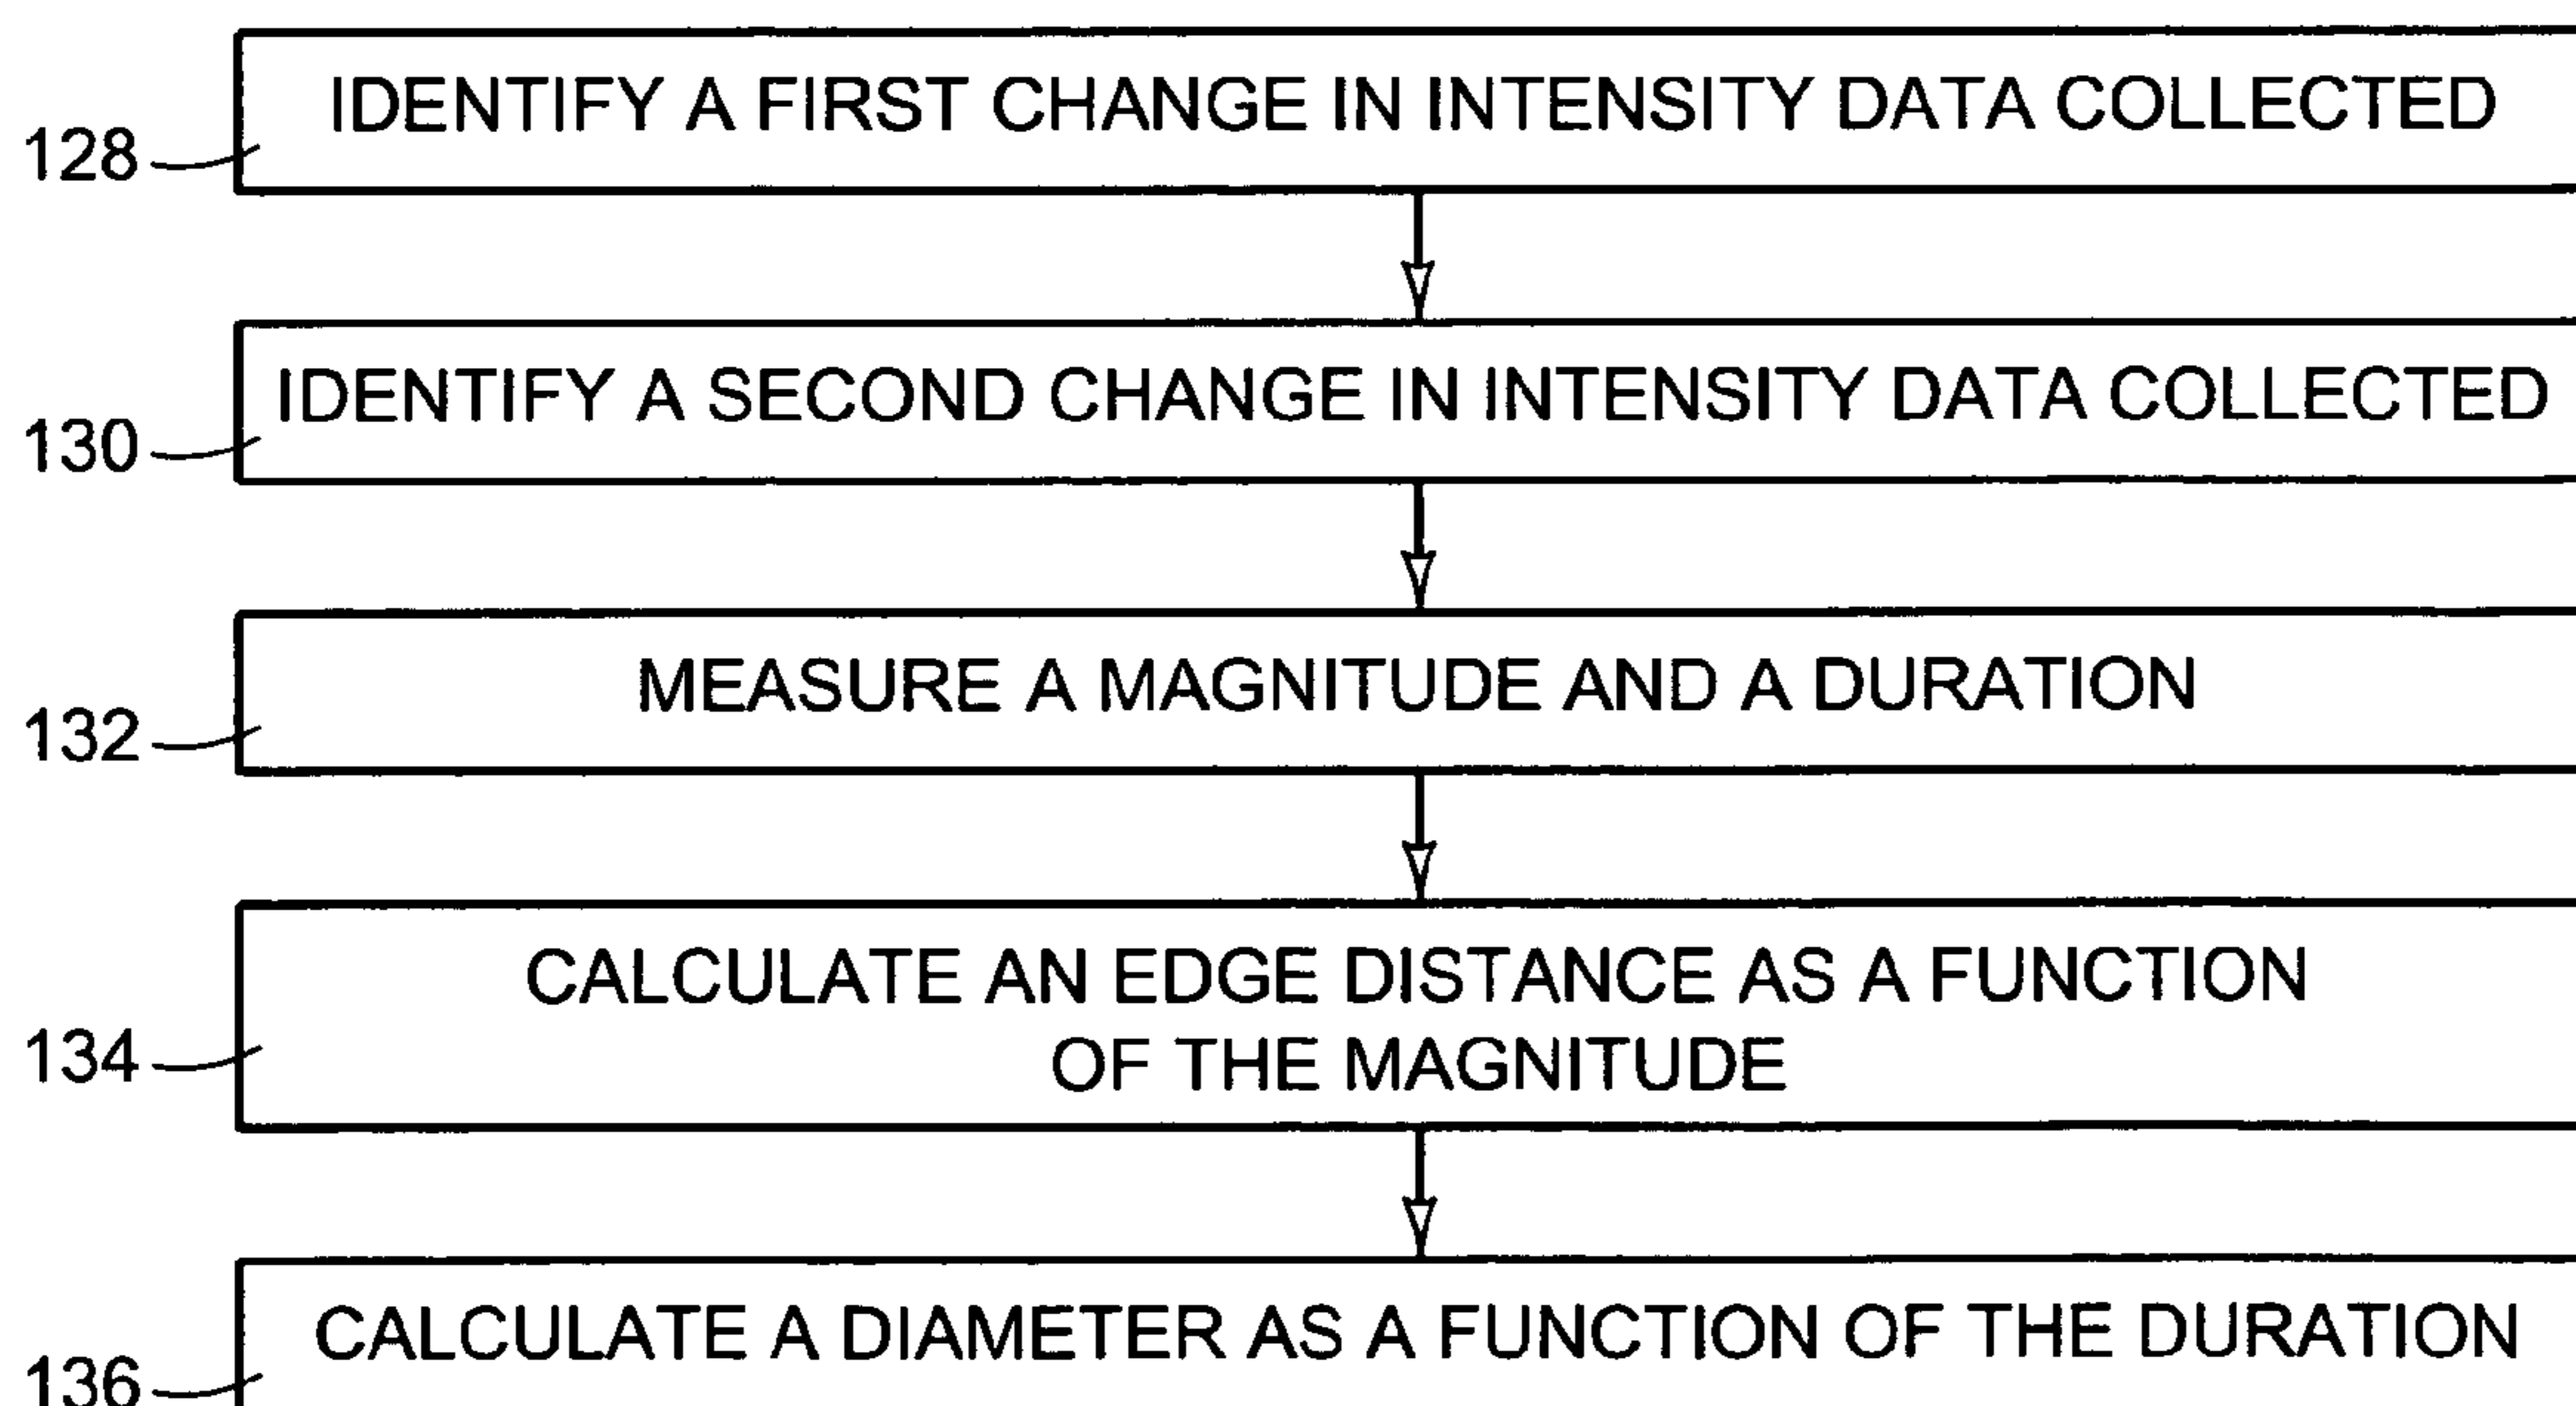 IDENTIFY A FIRST CHANGE IN INTENSITY DATA COLLECTED
128
IDENTIFY A SECOND CHANGE IN INTENSITY DATA COLLECTED
130
MEASURE A MAGNITUDE AND A DURATION
132
CALCULATE AN EDGE DISTANCE AS A FUNCTION
OF THE MAGNITUDE
134
CALCULATE A DIAMETER AS A FUNCTION OF THE DURATION
136